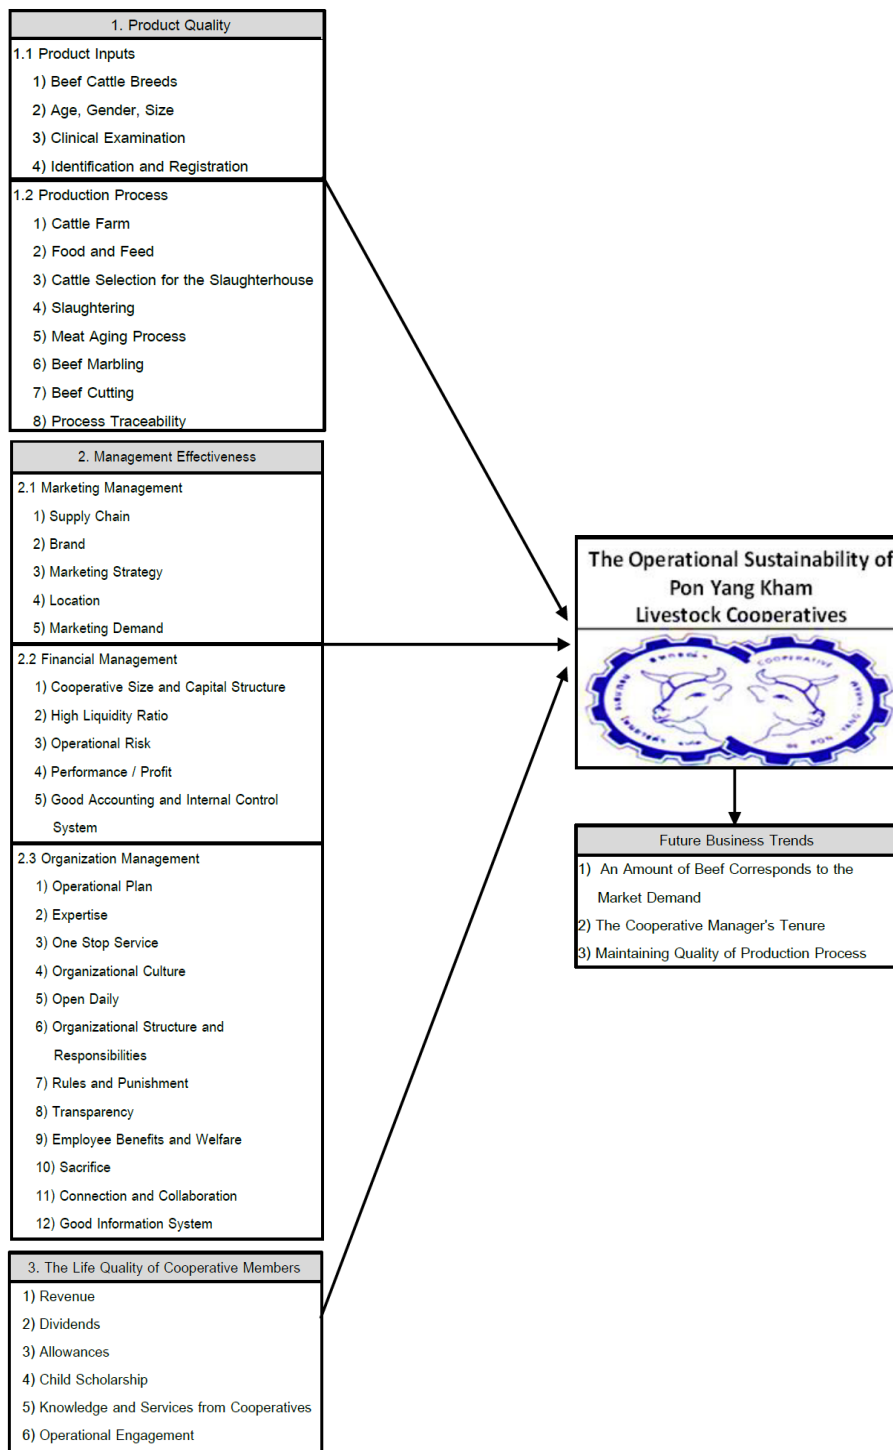 1. Product Quality
1.1 Product Inputs
1) Beef Cattle Breeds
2) Age, Gender, Size
3) Clinical Examination
4) Identification and Registration
1.2 Production Process
1) Cattle Farm
2) Food and Feed
3) Cattle Selection for the Slaughterhouse
4) Slaughtering
5) Meat Aging Process
6) Beef Marbling
7) Beef Cutting
8) Process Traceability
2. Management Effectiveness
2.1 Marketing Management
1) Supply Chain
2) Brand
3) Marketing Strategy
4) Location
5) Marketing Demand
2.2 Financial Management
1) Cooperative Size and Capital Structure
2) High Liquidity Ratio
3) Operational Risk
4) Performance / Profit
5) Good Accounting and Internal Control
System
2.3 Organization Management
1) Operational Plan
2) Expertise
3) One Stop Service
4) Organizational Culture
5) Open Daily
6) Organizational Structure and
Responsibilities
7) Rules and Punishment
8) Transparency
9) Employee Benefits and Welfare
10) Sacrifice
11) Connection and Collaboration
12) Good Information System
3. The Life Quality of Cooperative Members
1) Revenue
2) Dividends
3) Allowances
4) Child Scholarship
5) Knowledge and Services from Cooperatives
6) Operational Engagement
The Operational Sustainability of
Pon Yang Kham
Livestock Cooperatives
COOPERATIVE
PON-YANG-
Future Business Trends
1) An Amount of Beef Corresponds to the
Market Demand
2) The Cooperative Manager's Tenure
3) Maintaining Quality of Production Process